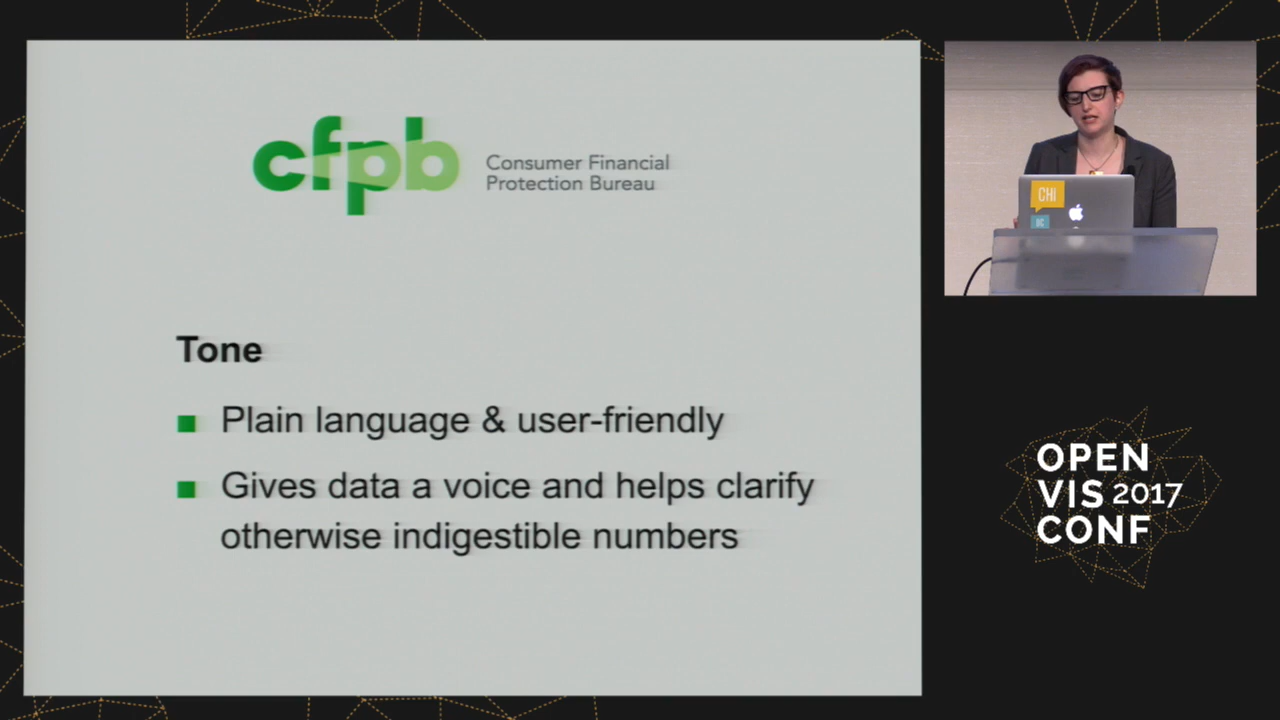 cfpb
Consumer Financial
Protection Bureau
Tone
Plain language & user-friendly
Gives data a voice and helps clarify
otherwise indigestible numbers
CHI
OPEN
VIS 2017
CONF